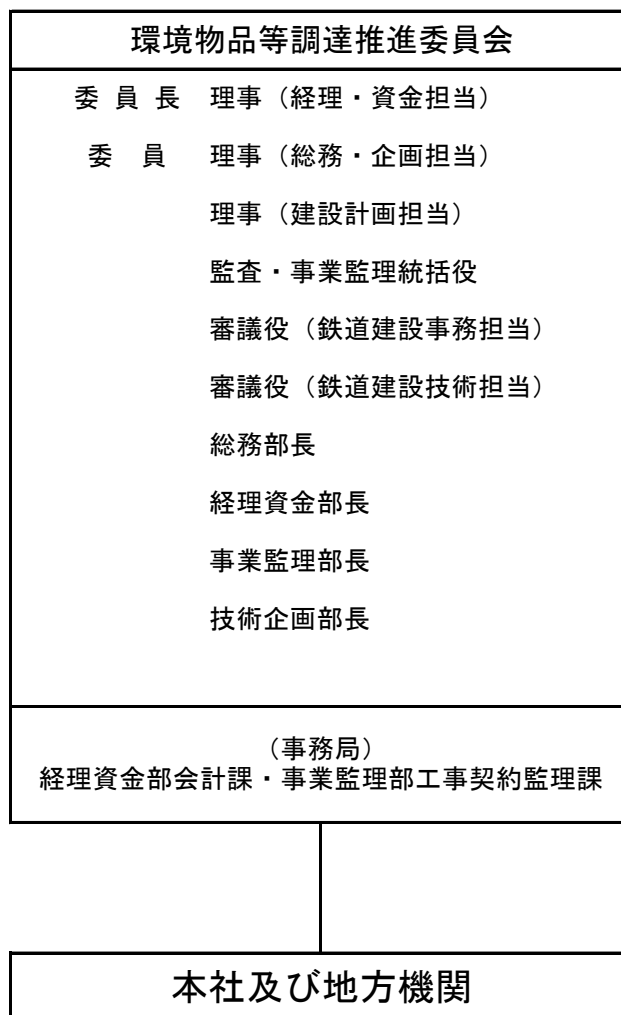 環境物品等調達推進委員会
委員長 理事（経理・資金担当）
委員 理事（総務・企画担当）
理事（建設計画担当）
監査・事業監理統括役
審議役（鉄道建設事務担当）
審議役（鉄道建設技術担当）
総務部長
経理資金部長
事業監理部長
技術企画部長
（事務局）
経理資金部会計課・事業監理部工事契約監理課
本社及び地方機関